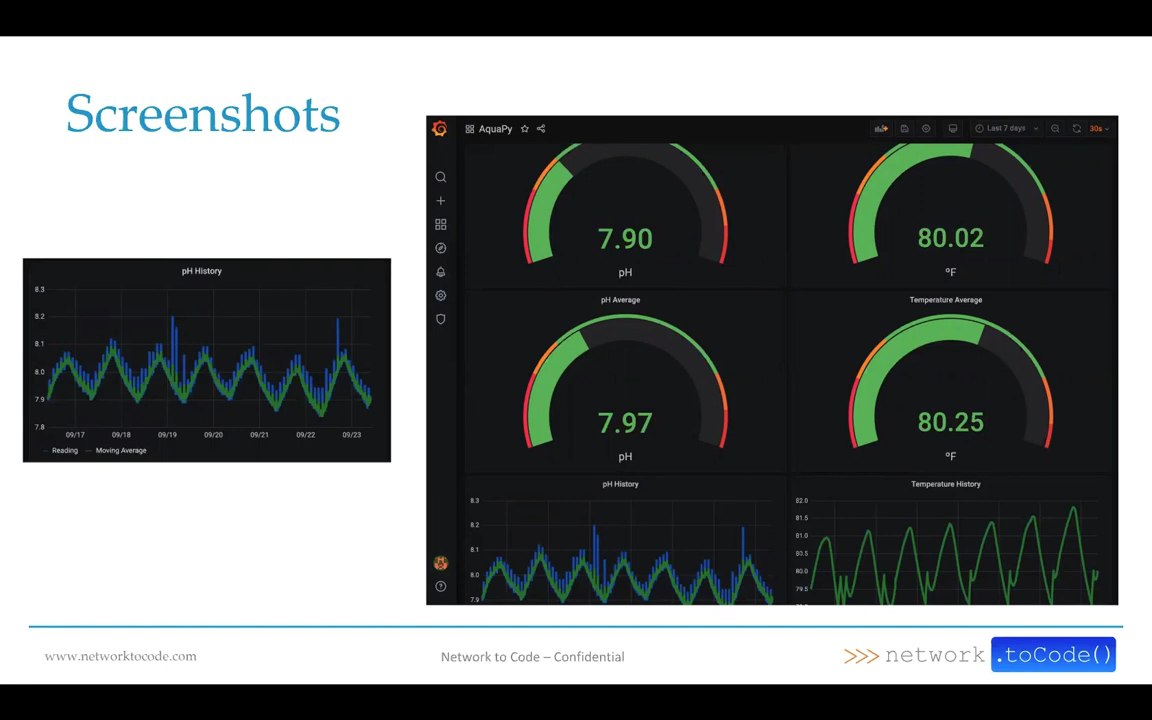 Screenshots
pH History
8.3
8.2
8.1
8.0
7.9
7.8
09/17 09/18 09/19 09/20 09/21 09/22 09/23
Reading Moving Average
AquaPy
Last 7 days
30s
7.90
pH
80.02
°F
pH Average
7.97
pH
Temperature Average
80.25
°F
pH History
8.3
8.2
8.1
8.0
7.9
Temperature History
82.0
81.5
81.0
80.5
80.0
79.5
www.networktocode.com
Network to Code – Confidential
>>> network .toCode()